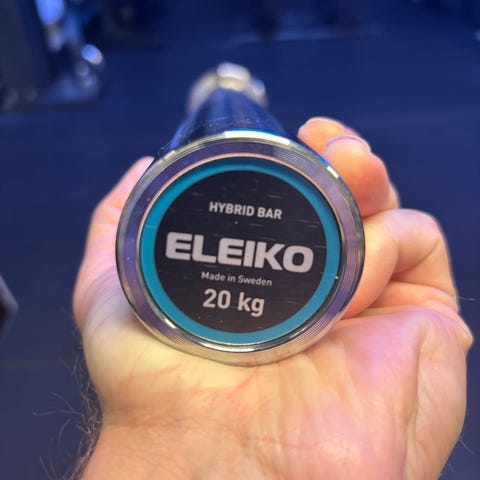 HYBRID BAR
ELEIKO
Made in Sweden
20 kg